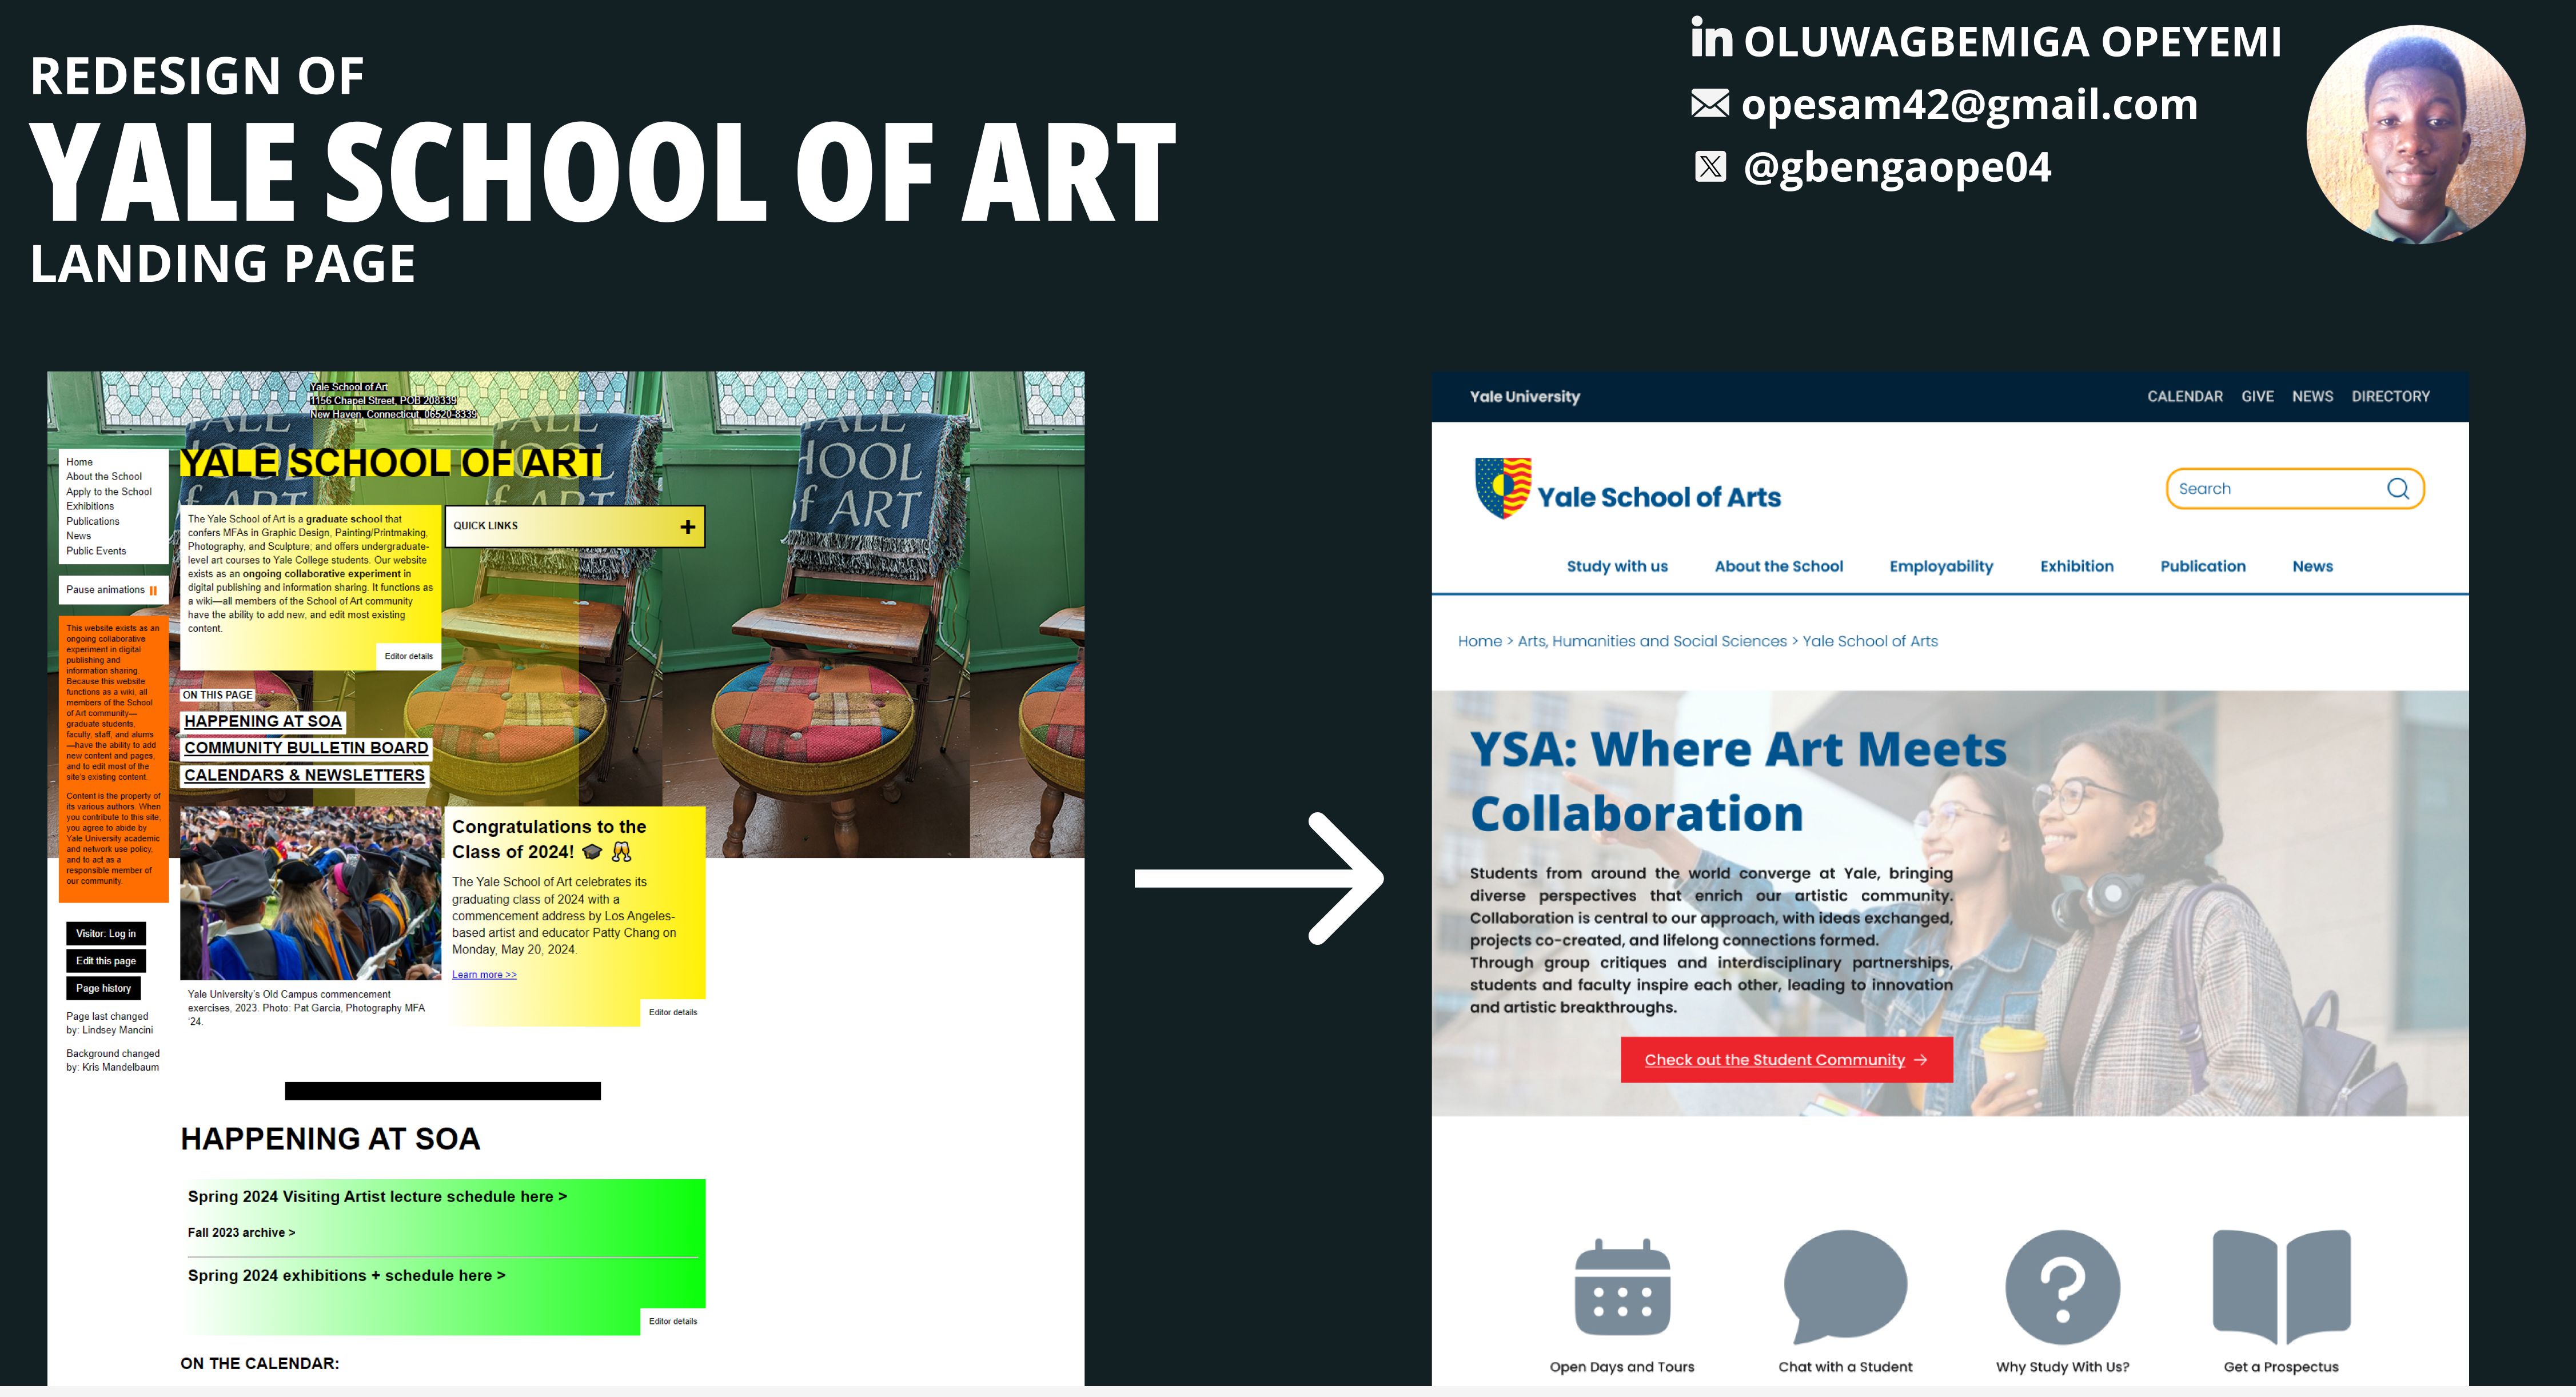 REDESIGN OF
YALE SCHOOL OF ART
LANDING PAGE
in OLUWAGBEMIGA OPEYEMI
opesam42@gmail.com
@gbengaope04
Yale School of Art
1156 Chapel Street, POB 208339
New Haven, Connecticut, 06520-8339
YALE SCHOOL OF ART
Home
About the School
Apply to the School
Exhibitions
Publications
News
Public Events
Pause animations
This website exists as an
ongoing collaborative
experiment in digital
publishing and
information sharing.
Because this website
functions as a wiki, all
members of the School
of Art community—
graduate students,
faculty, staff, and alums
—have the ability to add
new content and pages,
and to edit most of the
site's existing content.
Content is the property of
its various authors. When
you contribute to this site,
you agree to abide by
Yale University academic
and network use policy,
and to act as a
responsible member of
our community.
Visitor: Log in
Edit this page
Page history
Page last changed
by: Lindsey Mancini
Background changed
by: Kris Mandelbaum
The Yale School of Art is a graduate school that
confers MFAs in Graphic Design, Painting/Printmaking,
Photography, and Sculpture; and offers undergraduate-
level art courses to Yale College students. Our website
exists as an ongoing collaborative experiment in
digital publishing and information sharing. It functions as
a wiki—all members of the School of Art community
have the ability to add new, and edit most existing
content.
Editor details
QUICK LINKS +
ON THIS PAGE
HAPPENING AT SOA
COMMUNITY BULLETIN BOARD
CALENDARS & NEWSLETTERS
Yale University's Old Campus commencement
exercises, 2023. Photo: Pat Garcia, Photography MFA
'24.
Congratulations to the
Class of 2024! 🎓 🥂
The Yale School of Art celebrates its
graduating class of 2024 with a
commencement address by Los Angeles-
based artist and educator Patty Chang on
Monday, May 20, 2024.
Learn more >>
Editor details
HAPPENING AT SOA
Spring 2024 Visiting Artist lecture schedule here >
Fall 2023 archive >
Spring 2024 exhibitions + schedule here >
Editor details
ON THE CALENDAR:
Yale University
CALENDAR GIVE NEWS DIRECTORY
Yale School of Arts
Search
Study with us About the School Employability Exhibition Publication News
Home > Arts, Humanities and Social Sciences > Yale School of Arts
YSA: Where Art Meets
Collaboration
Students from around the world converge at Yale, bringing
diverse perspectives that enrich our artistic community.
Collaboration is central to our approach, with ideas exchanged,
projects co-created, and lifelong connections formed.
Through group critiques and interdisciplinary partnerships,
students and faculty inspire each other, leading to innovation
and artistic breakthroughs.
Check out the Student Community →
Open Days and Tours
Chat with a Student
Why Study With Us?
Get a Prospectus